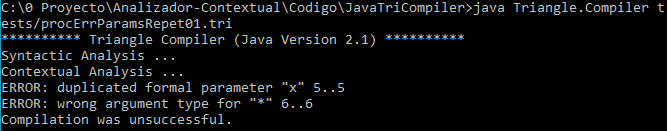 C:\0 Proyecto\Analizador-Contextual\Codigo\JavaTriCompiler>java Triangle.Compiler t
ests/procErrParamsRepet01.tri
********** Triangle Compiler (Java Version 2.1) **********
Syntactic Analysis ...
Contextual Analysis ...
ERROR: duplicated formal parameter "x" 5..5
ERROR: wrong argument type for "*" 6..6
Compilation was unsuccessful.